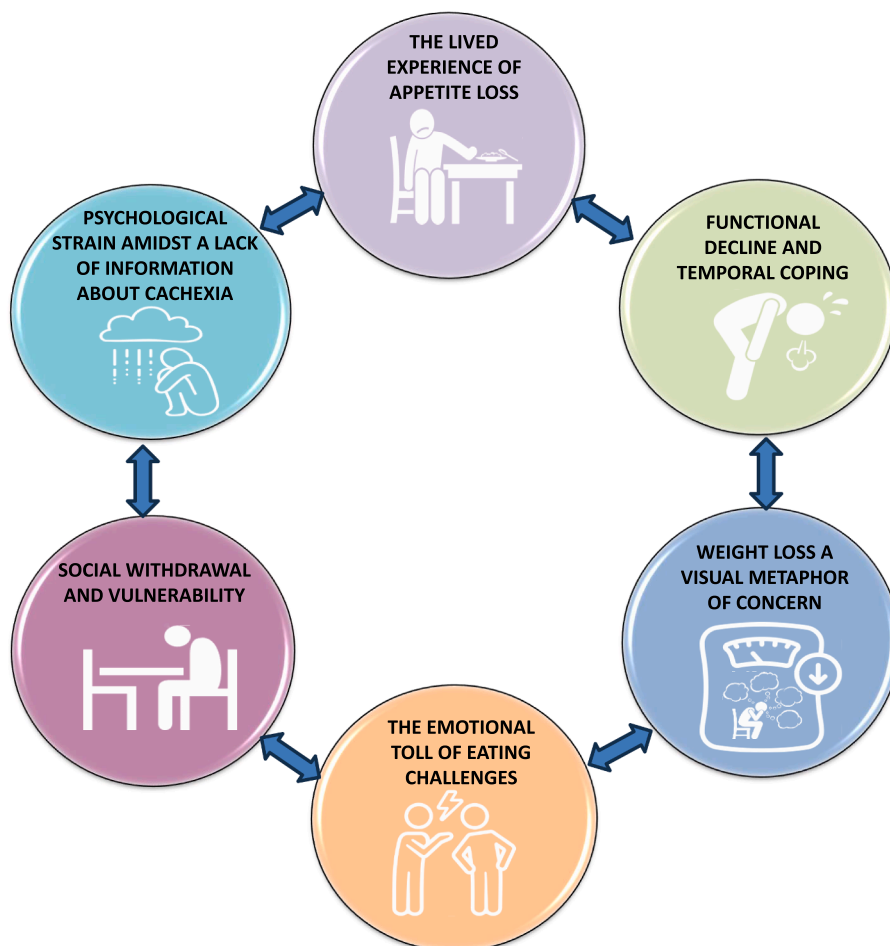 THE LIVED
EXPERIENCE OF
APPETITE LOSS
FUNCTIONAL
DECLINE AND
TEMPORAL COPING
WEIGHT LOSS A
VISUAL METAPHOR
OF CONCERN
THE EMOTIONAL
TOLL OF EATING
CHALLENGES
SOCIAL WITHDRAWAL
AND VULNERABILITY
PSYCHOLOGICAL
STRAIN AMIDST A LACK
OF INFORMATION
ABOUT CACHEXIA